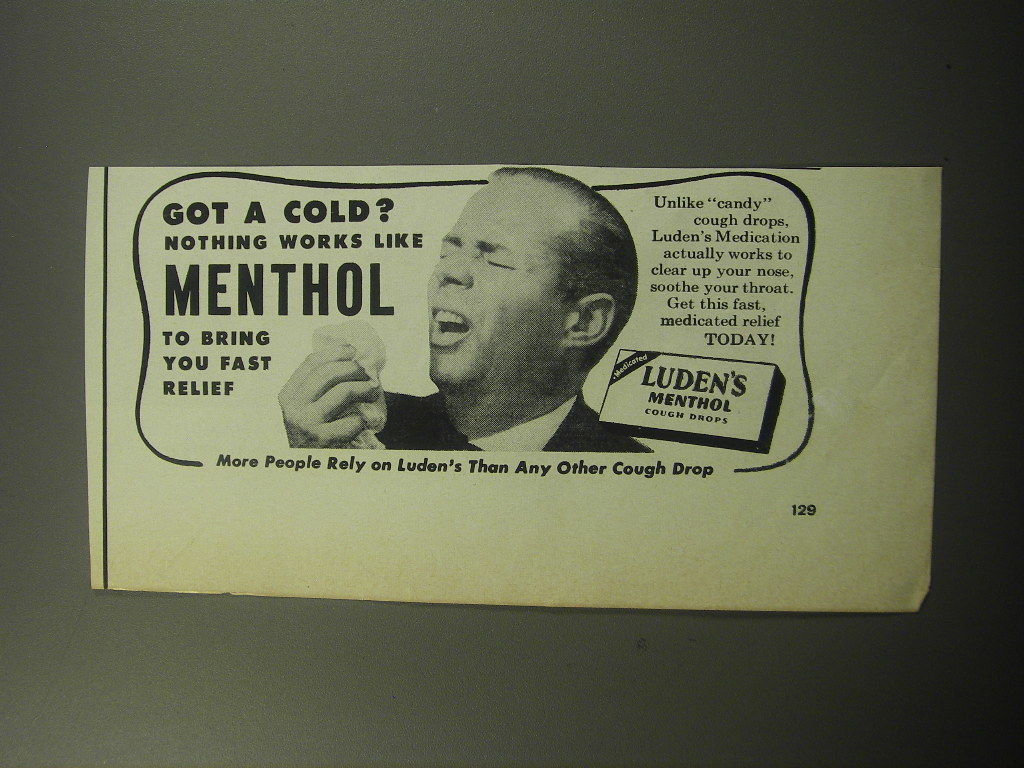 GOT A COLD?
NOTHING WORKS LIKE
MENTHOL
TO BRING
YOU FAST
RELIEF
Unlike "candy"
cough drops,
Luden's Medication
actually works to
clear up your nose,
soothe your throat.
Get this fast,
medicated relief
TODAY!
Medicated
LUDEN'S
MENTHOL
COUGH DROPS
More People Rely on Luden's Than Any Other Cough Drop
129